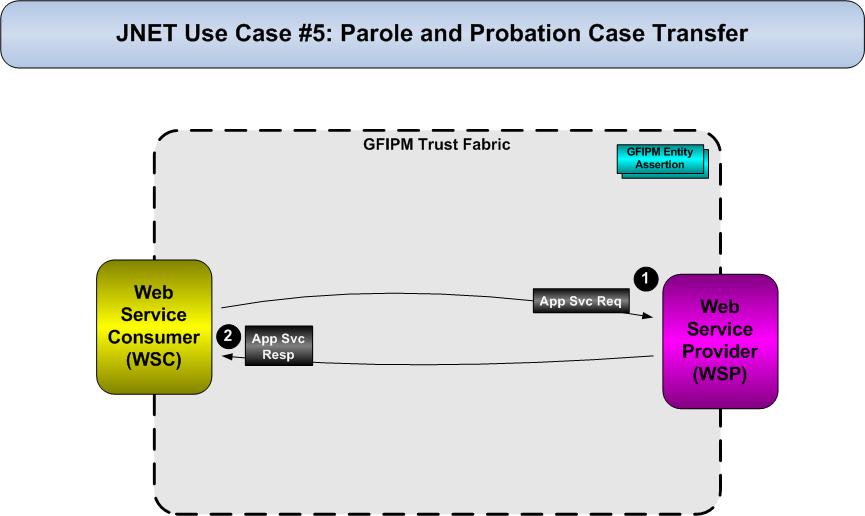 JNET Use Case #5: Parole and Probation Case Transfer
GFIPM Trust Fabric
GFIPM Entity
Assertion
1
App Svc Req
Web
Service
Consumer
(WSC)
2
App Svc
Resp
Web
Service
Provider
(WSP)